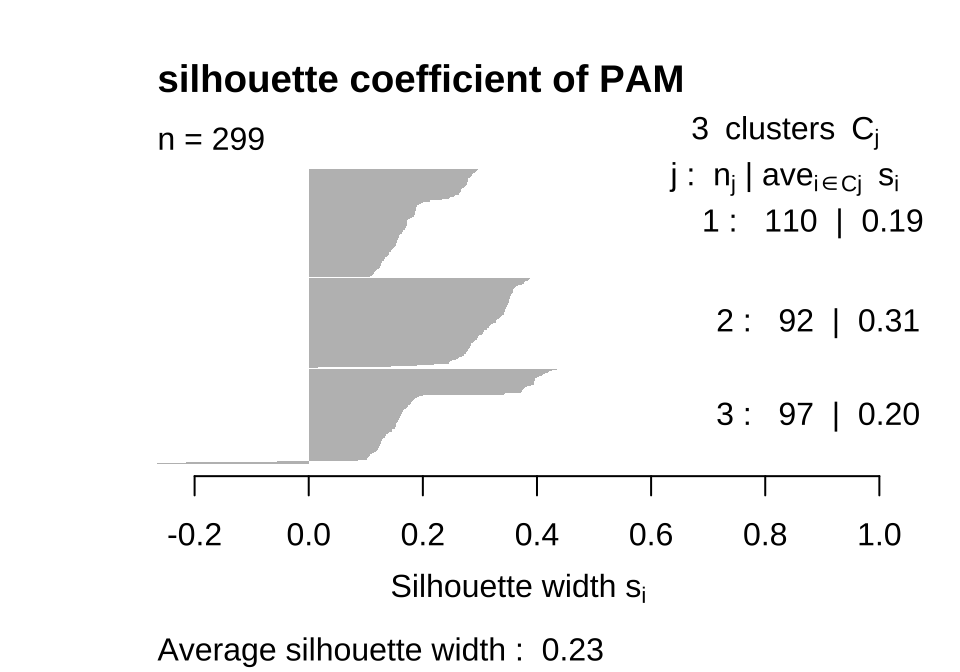 silhouette coefficient of PAM
n = 299
3 clusters Cj
j : nj | avei∈Cj si
1 : 110 | 0.19
2 : 92 | 0.31
3 : 97 | 0.20
-0.2 0.0 0.2 0.4 0.6 0.8 1.0
Silhouette width si
Average silhouette width : 0.23